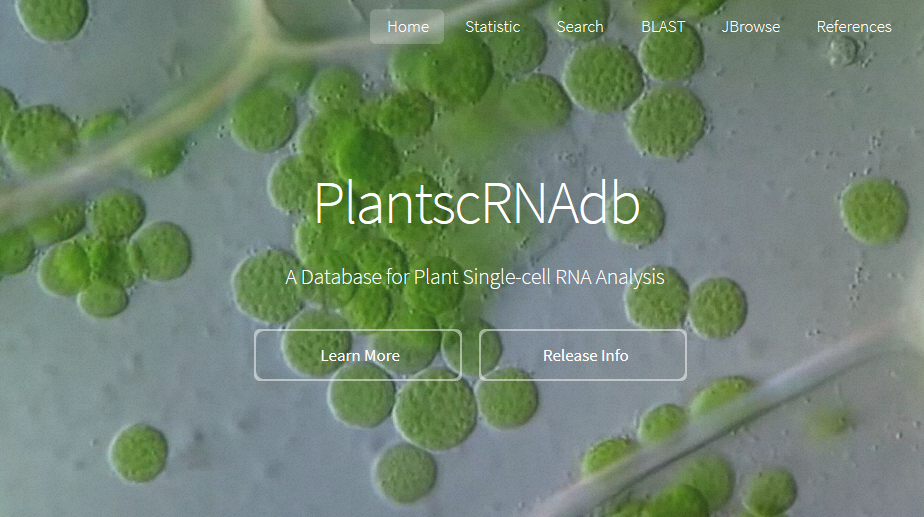 Home Statistic Search BLAST JBrowse References
PlantscRNAdb
A Database for Plant Single-cell RNA Analysis
Learn More Release Info